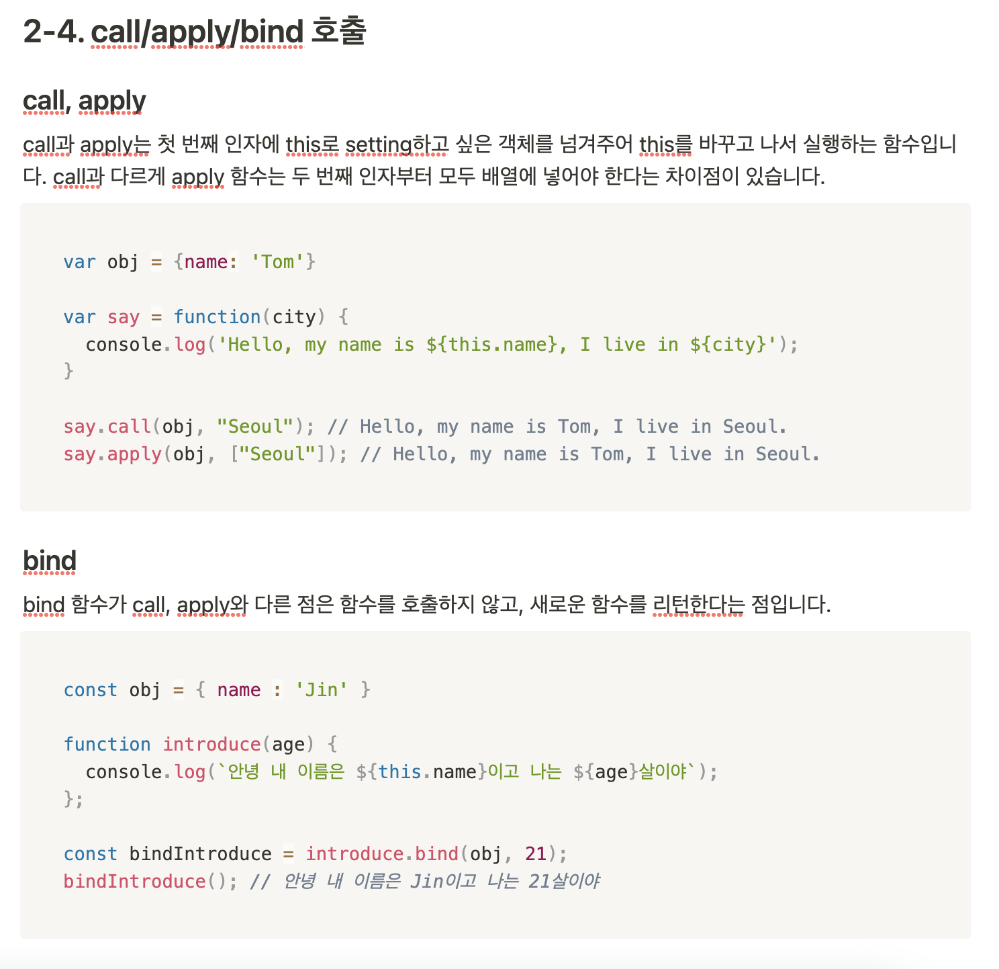 2-4. call/apply/bind 호출
call, apply
call과 apply는 첫 번째 인자에 this로 setting하고 싶은 객체를 넘겨주어 this를 바꾸고 나서 실행하는 함수입니
다. call과 다르게 apply 함수는 두 번째 인자부터 모두 배열에 넣어야 한다는 차이점이 있습니다.
var obj = {name: 'Tom'}
var say = function(city) {
  console.log('Hello, my name is ${this.name}, I live in ${city}');
}
say.call(obj, "Seoul"); // Hello, my name is Tom, I live in Seoul.
say.apply(obj, ["Seoul"]); // Hello, my name is Tom, I live in Seoul.
bind
bind 함수가 call, apply와 다른 점은 함수를 호출하지 않고, 새로운 함수를 리턴한다는 점입니다.
const obj = { name : 'Jin' }
function introduce(age) {
  console.log(`안녕 내 이름은 ${this.name}이고 나는 ${age}살이야`);
};
const bindIntroduce = introduce.bind(obj, 21);
bindIntroduce(); // 안녕 내 이름은 Jin이고 나는 21살이야